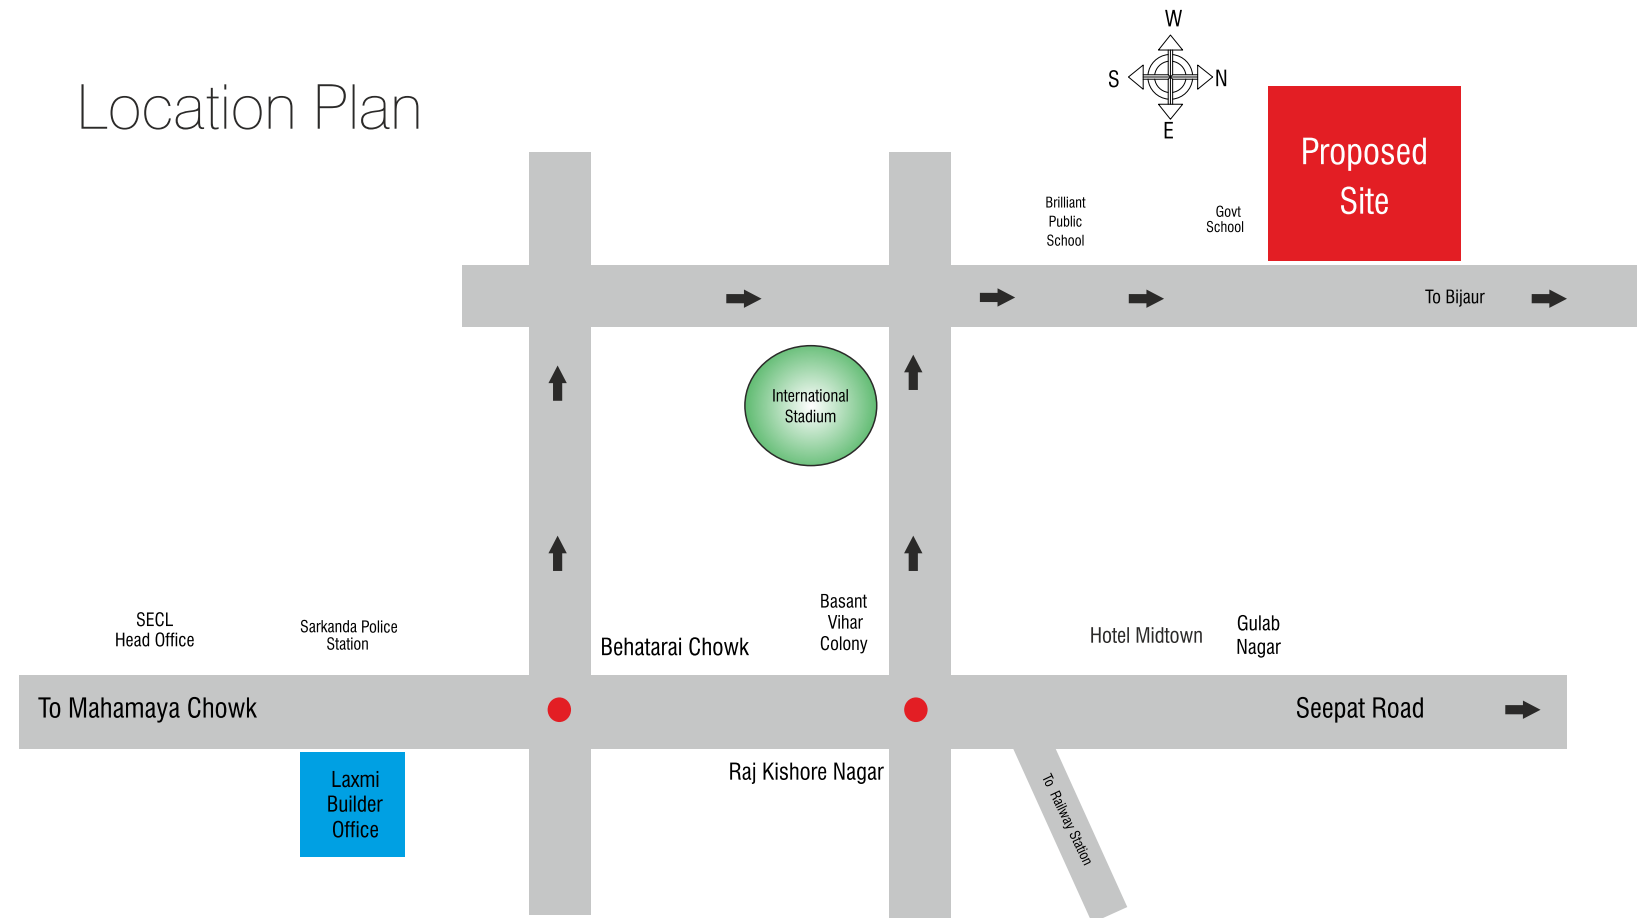 W
S
N
E
Location Plan
Proposed
Site
Brilliant
Public
School
Govt
School
To Bijaur
International
Stadium
SECL
Head Office
Sarkanda Police
Station
Behatarai Chowk
Basant
Vihar
Colony
Hotel Midtown
Gulab
Nagar
To Mahamaya Chowk
Seepat Road
Laxmi
Builder
Office
Raj Kishore Nagar
To Railway Station